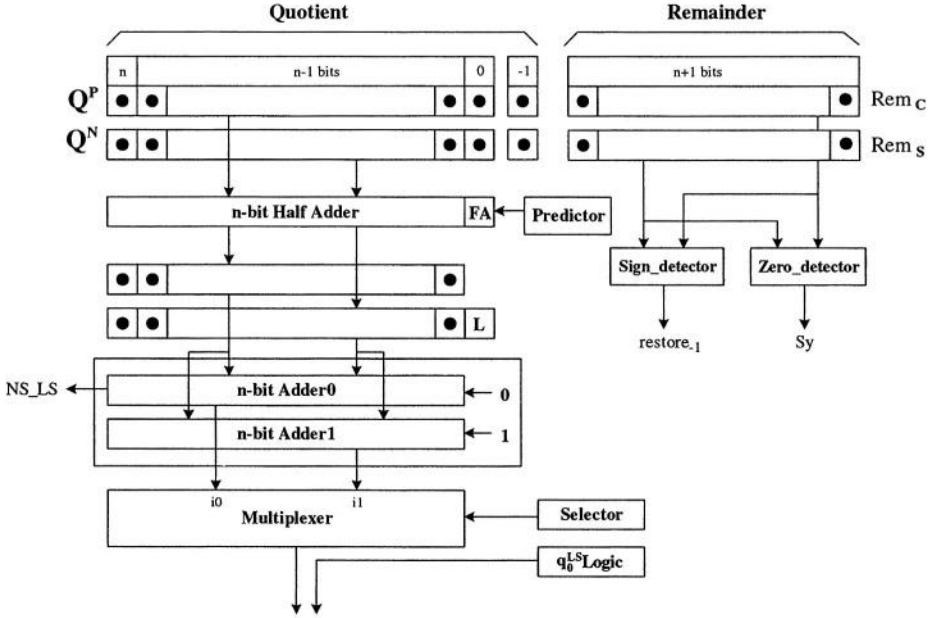 Quotient Remainder
n n-1 bits 0 -1 n+1 bits
Q^P Rem_C
Q^N Rem_S
n-bit Half Adder FA Predictor
Sign_detector Zero_detector
L
restore_-1 Sy
NS_LS n-bit Adder0 0
n-bit Adder1 1
i0 i1
Multiplexer Selector
q_0^LS Logic